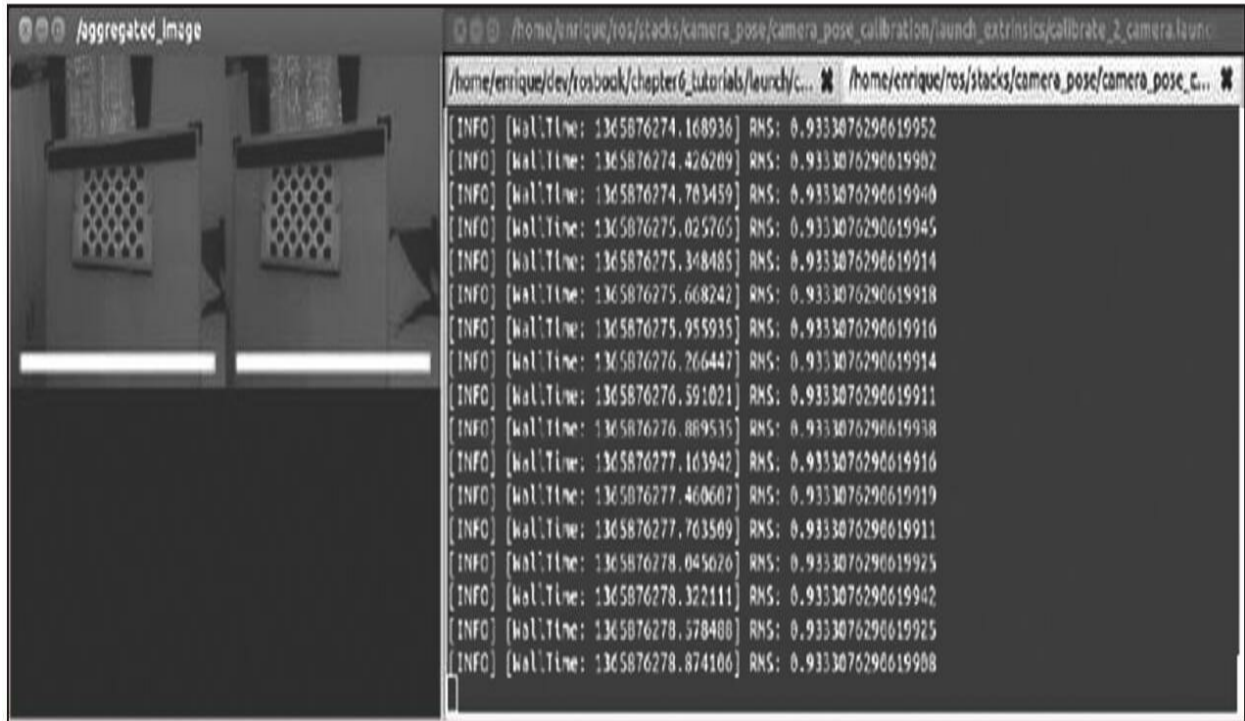 /aggregated_image
/home/enrique/ros/stacks/camera_pose/camera_pose_calibration/launch_extrinsics/calibrate_2_camera.launc
/home/enrique/dev/rosbook/chapter6_tutorials/launch/c... ✖ /home/enrique/ros/stacks/camera_pose/camera_pose_c... ✖
[INFO] [WallTime: 1365876274.168936] RMS: 0.9333076290619952
[INFO] [WallTime: 1365876274.426209] RMS: 0.9333076290619902
[INFO] [WallTime: 1365876274.703459] RMS: 0.9333076290619940
[INFO] [WallTime: 1365876275.025765] RMS: 0.9333076290619945
[INFO] [WallTime: 1365876275.348485] RMS: 0.9333076290619914
[INFO] [WallTime: 1365876275.668242] RMS: 0.9333076290619918
[INFO] [WallTime: 1365876275.955935] RMS: 0.9333076290619916
[INFO] [WallTime: 1365876276.266447] RMS: 0.9333076290619914
[INFO] [WallTime: 1365876276.591021] RMS: 0.9333076290619911
[INFO] [WallTime: 1365876276.889535] RMS: 0.9333076290619938
[INFO] [WallTime: 1365876277.163942] RMS: 0.9333076290619916
[INFO] [WallTime: 1365876277.460607] RMS: 0.9333076290619919
[INFO] [WallTime: 1365876277.763509] RMS: 0.9333076290619911
[INFO] [WallTime: 1365876278.045626] RMS: 0.9333076290619925
[INFO] [WallTime: 1365876278.322111] RMS: 0.9333076290619942
[INFO] [WallTime: 1365876278.578488] RMS: 0.9333076290619925
[INFO] [WallTime: 1365876278.874106] RMS: 0.9333076290619908